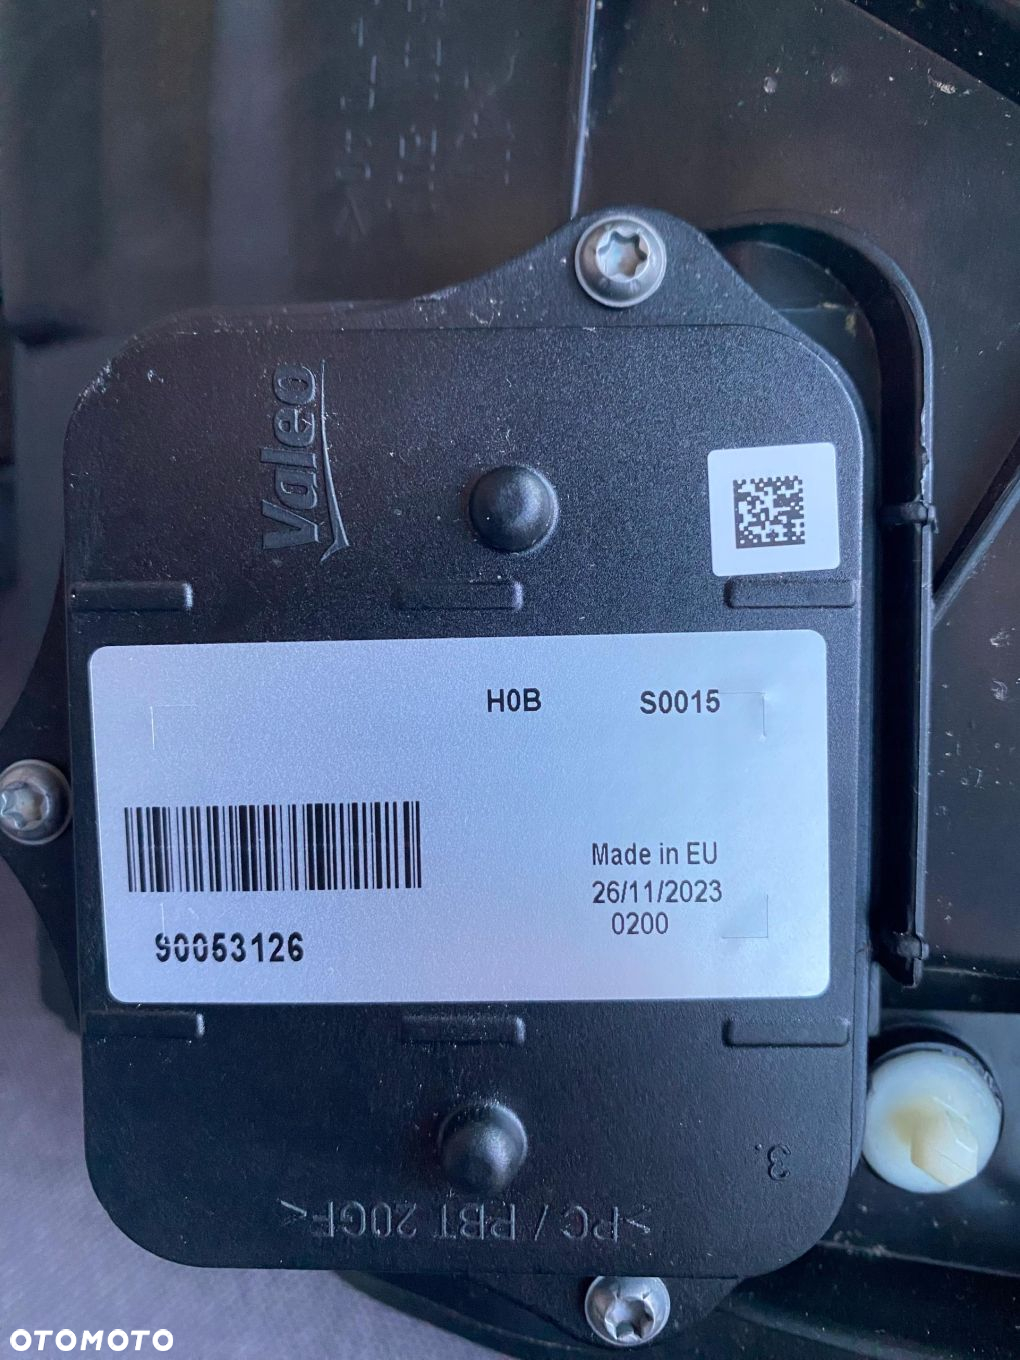 Valeo
H0B S0015
Made in EU
26/11/2023
0200
90053126
3.
>PC / PBT 20GF<
OTOMOTO